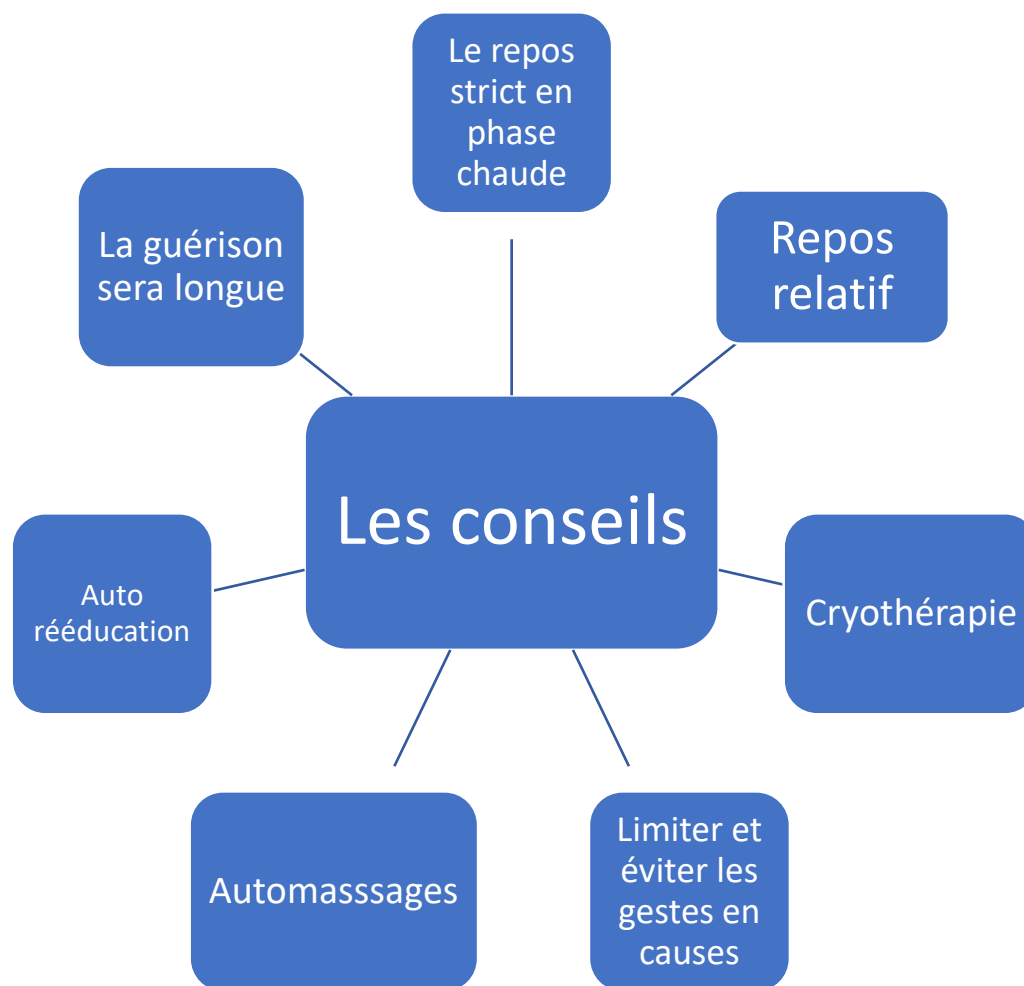 Le repos
strict en
phase
chaude
La guérison
sera longue
Repos
relatif
Les conseils
Auto
rééducation
Cryothérapie
Automasssages
Limiter et
éviter les
gestes en
causes